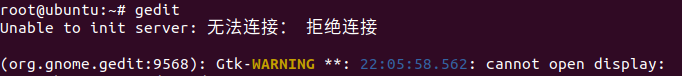 root@ubuntu:~# gedit
Unable to init server: 无法连接： 拒绝连接
(org.gnome.gedit:9568): Gtk-WARNING **: 22:05:58.562: cannot open display: